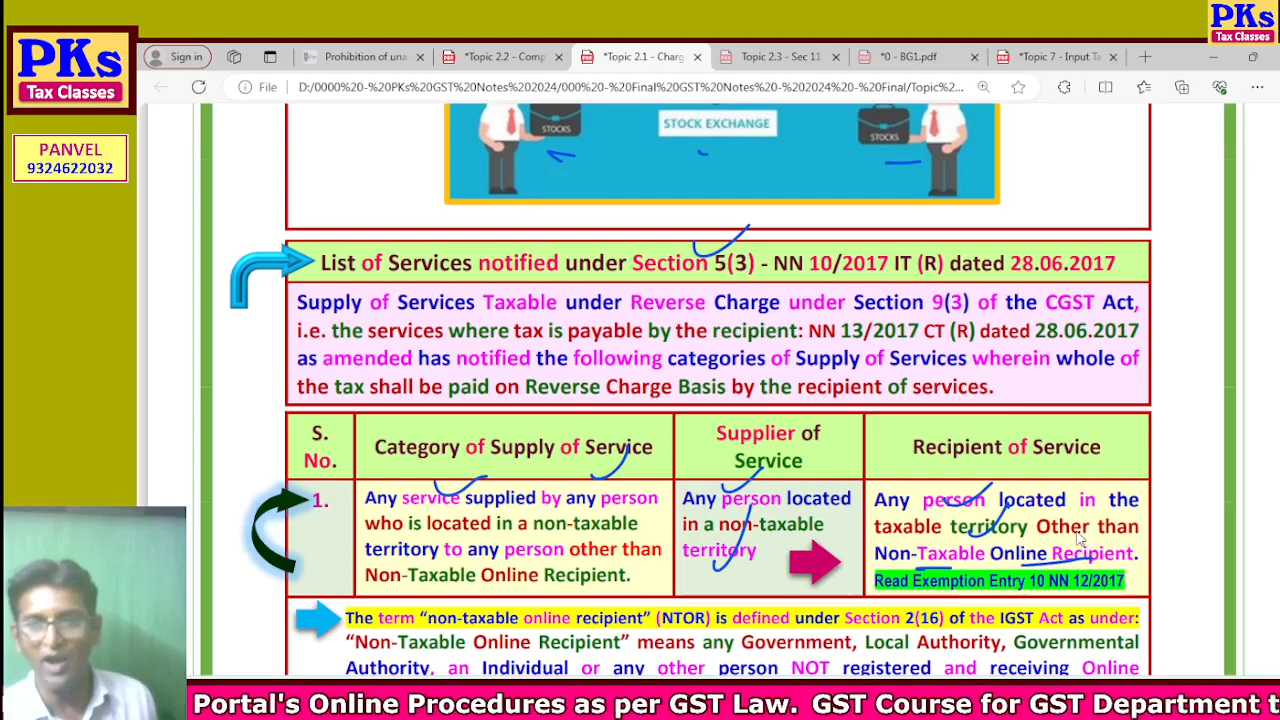 PKs
Tax Classes
PKs
Tax Classes
PANVEL
9324622032
Sign in
Prohibition of una
*Topic 2.2 - Comp
*Topic 2.1 - Charg
Topic 2.3 - Sec 11
*0 - BG1.pdf
*Topic 7 - Input Ta
File
D:/0000%20-%20PKs%20GST%20Notes%202024/000%20-%20Final%20GST%20Notes%20%202024%20-%20Final/Topic%2...
STOCKS
STOCK EXCHANGE
STOCKS
List of Services notified under Section 5(3) - NN 10/2017 IT (R) dated 28.06.2017
Supply of Services Taxable under Reverse Charge under Section 9(3) of the CGST Act,
i.e. the services where tax is payable by the recipient: NN 13/2017 CT (R) dated 28.06.2017
as amended has notified the following categories of Supply of Services wherein whole of
the tax shall be paid on Reverse Charge Basis by the recipient of services.
S.
No.
Category of Supply of Service
Supplier of
Service
Recipient of Service
1.
Any service supplied by any person
who is located in a non-taxable
territory to any person other than
Non-Taxable Online Recipient.
Any person located
in a non-taxable
territory
Any person located in the
taxable territory Other than
Non-Taxable Online Recipient.
Read Exemption Entry 10 NN 12/2017
The term “non-taxable online recipient” (NTOR) is defined under Section 2(16) of the IGST Act as under:
“Non-Taxable Online Recipient” means any Government, Local Authority, Governmental
Authority, an Individual or any other person NOT registered and receiving Online
Portal's Online Procedures as per GST Law. GST Course for GST Department t